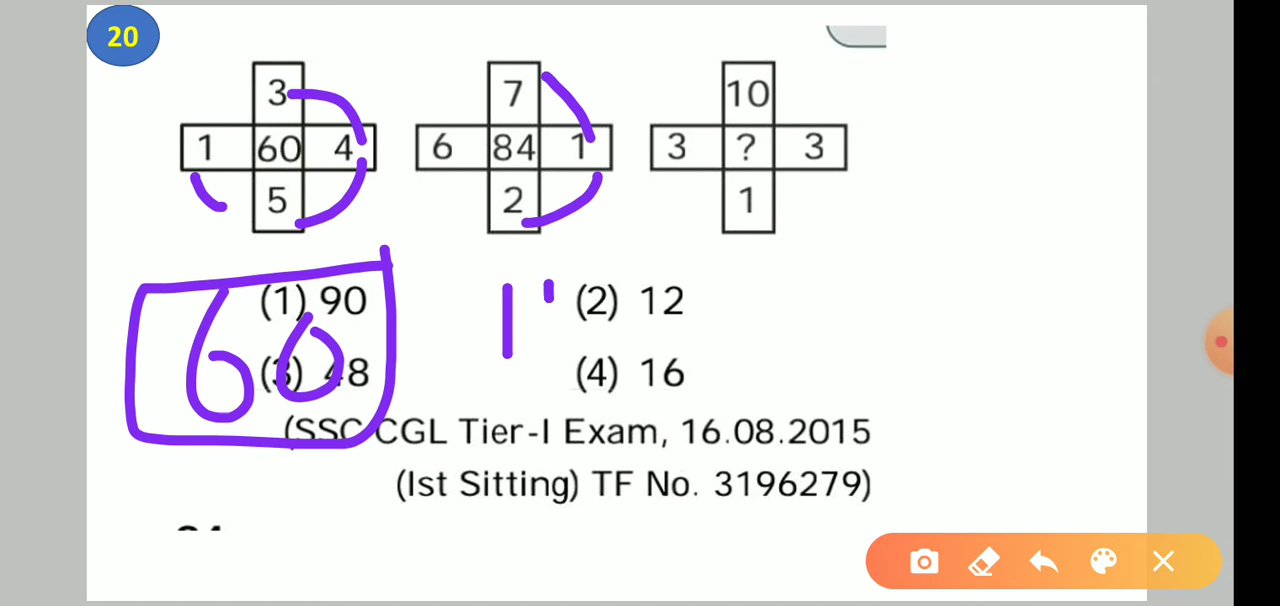 20
3
1 60 4
5
7
6 84 1
2
10
3 ? 3
1
(1) 90 (2) 12
(3) 48 (4) 16
60
1'
(SSC CGL Tier-I Exam, 16.08.2015
(Ist Sitting) TF No. 3196279)